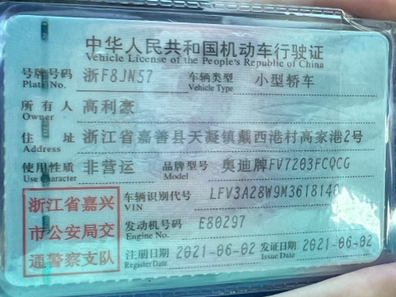 中华人民共和国机动车行驶证
Vehicle License of the People's Republic of China
号牌号码 浙F8JN57 车辆类型 小型轿车
Plate No. Vehicle Type
所有人 高利豪
Owner
住址 浙江省嘉善县天凝镇戴西港村高家港2号
Address
使用性质 非营运 品牌型号 奥迪牌FV7203FCQCG
Use Character Model
浙江省嘉兴
市公安局交
通警察支队
车辆识别代号 LFV3A28W9M3618140
VIN
发动机号码 E80297
Engine No.
注册日期 2021-06-02 发证日期 2021-06-02
Register Date Issue Date